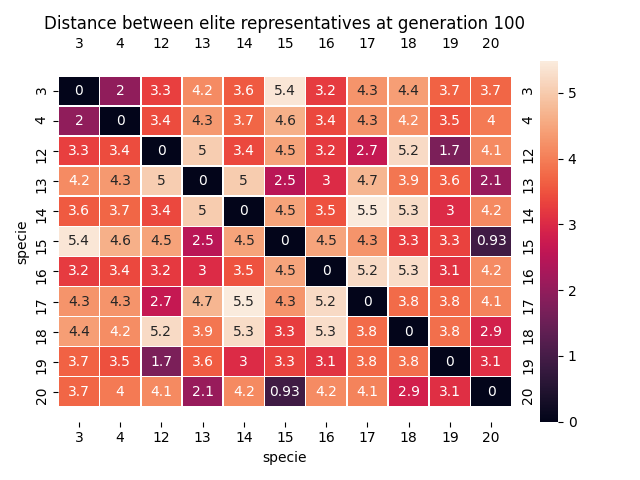 Distance between elite representatives at generation 100
3 4 12 13 14 15 16 17 18 19 20
3 0 2 3.3 4.2 3.6 5.4 3.2 4.3 4.4 3.7 3.7 3
4 2 0 3.4 4.3 3.7 4.6 3.4 4.3 4.2 3.5 4 4
12 3.3 3.4 0 5 3.4 4.5 3.2 2.7 5.2 1.7 4.1 12
13 4.2 4.3 5 0 5 2.5 3 4.7 3.9 3.6 2.1 13
14 3.6 3.7 3.4 5 0 4.5 3.5 5.5 5.3 3 4.2 14
15 5.4 4.6 4.5 2.5 4.5 0 4.5 4.3 3.3 3.3 0.93 15
16 3.2 3.4 3.2 3 3.5 4.5 0 5.2 5.3 3.1 4.2 16
17 4.3 4.3 2.7 4.7 5.5 4.3 5.2 0 3.8 3.8 4.1 17
18 4.4 4.2 5.2 3.9 5.3 3.3 5.3 3.8 0 3.8 2.9 18
19 3.7 3.5 1.7 3.6 3 3.3 3.1 3.8 3.8 0 3.1 19
20 3.7 4 4.1 2.1 4.2 0.93 4.2 4.1 2.9 3.1 0 20
3 4 12 13 14 15 16 17 18 19 20
specie
specie
5
4
3
2
1
0